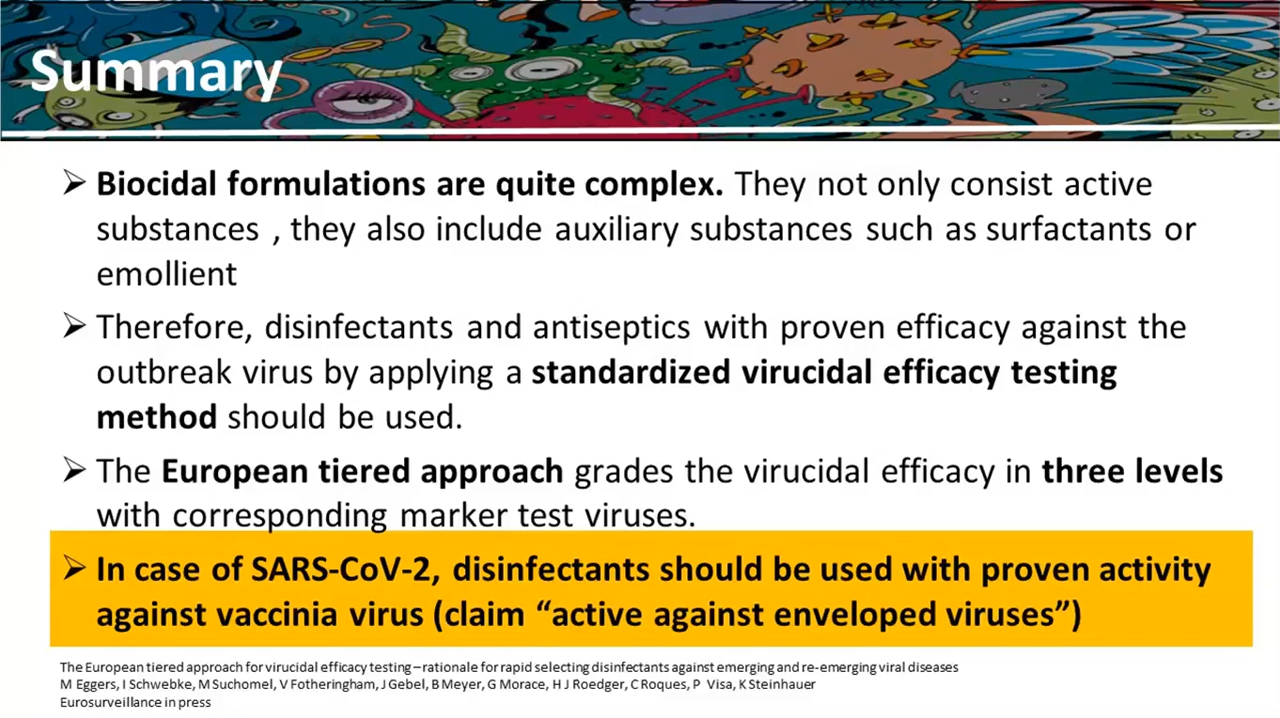 Summary
➢ Biocidal formulations are quite complex. They not only consist active
substances , they also include auxiliary substances such as surfactants or
emollient
➢ Therefore, disinfectants and antiseptics with proven efficacy against the
outbreak virus by applying a standardized virucidal efficacy testing
method should be used.
➢ The European tiered approach grades the virucidal efficacy in three levels
with corresponding marker test viruses.
➢ In case of SARS-CoV-2, disinfectants should be used with proven activity
against vaccinia virus (claim “active against enveloped viruses”)
The European tiered approach for virucidal efficacy testing – rationale for rapid selecting disinfectants against emerging and re-emerging viral diseases
M Eggers, I Schwebke, M Suchomel, V Fotheringham, J Gebel, B Meyer, G Morace, H J Roedger, C Roques, P Visa, K Steinhauer
Eurosurveillance in press